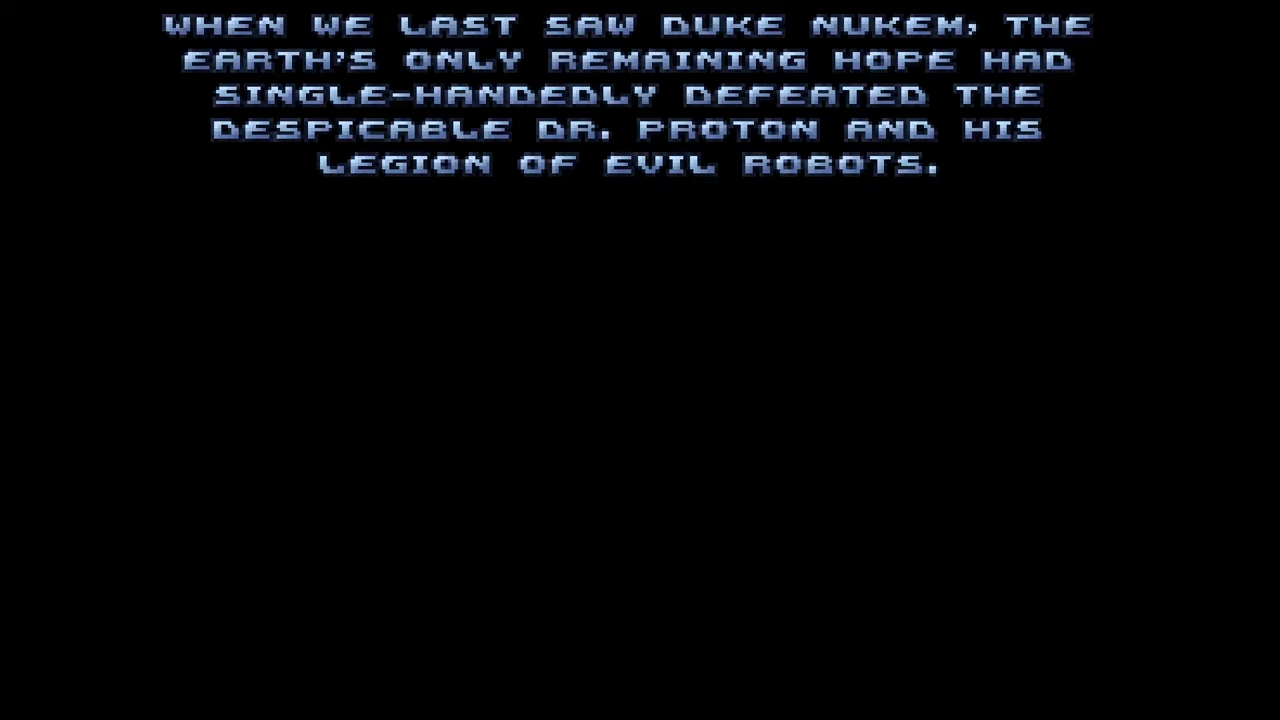 WHEN WE LAST SAW DUKE NUKEM, THE
EARTH'S ONLY REMAINING HOPE HAD
SINGLE-HANDEDLY DEFEATED THE
DESPICABLE DR. PROTON AND HIS
LEGION OF EVIL ROBOTS.